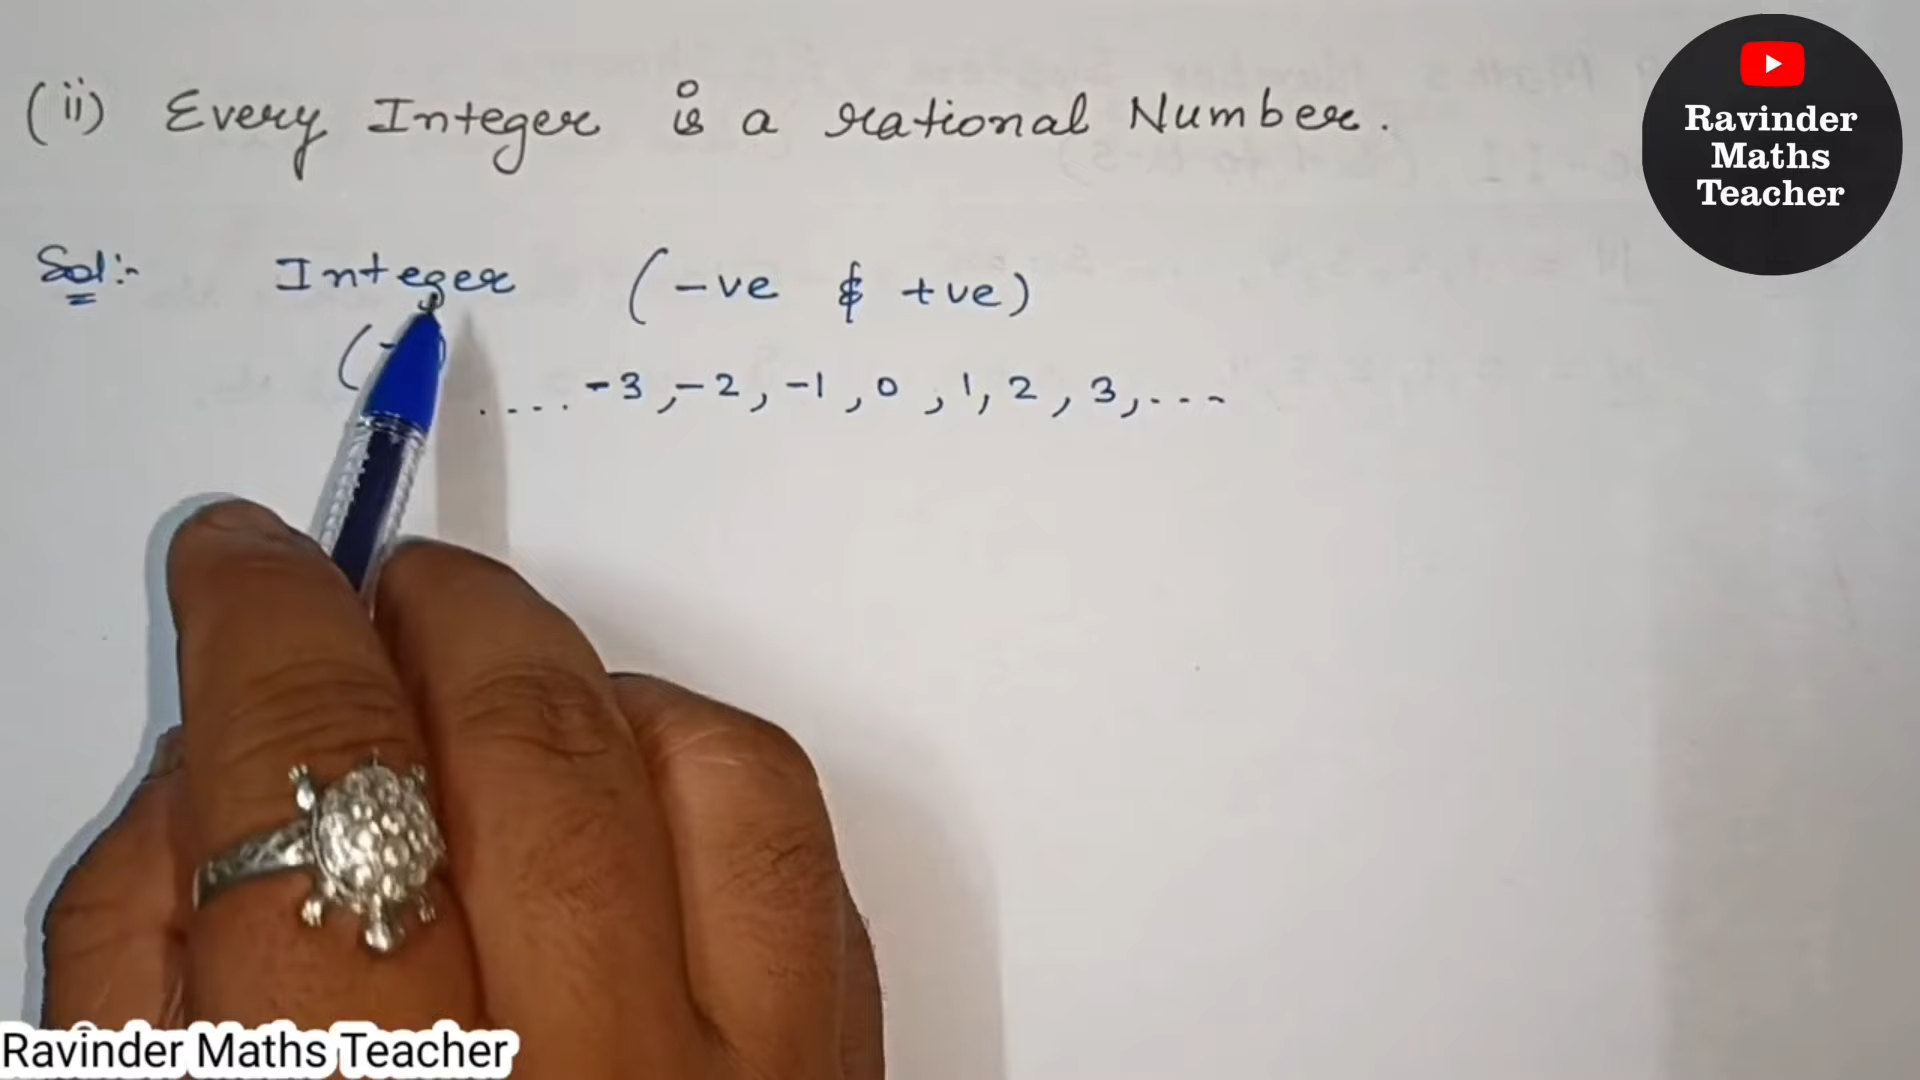 (ii) Every Integer is a rational Number.
Sol:- Integer (-ve & +ve)
.... -3, -2, -1, 0, 1, 2, 3, ...
Ravinder
Maths
Teacher
Ravinder Maths Teacher